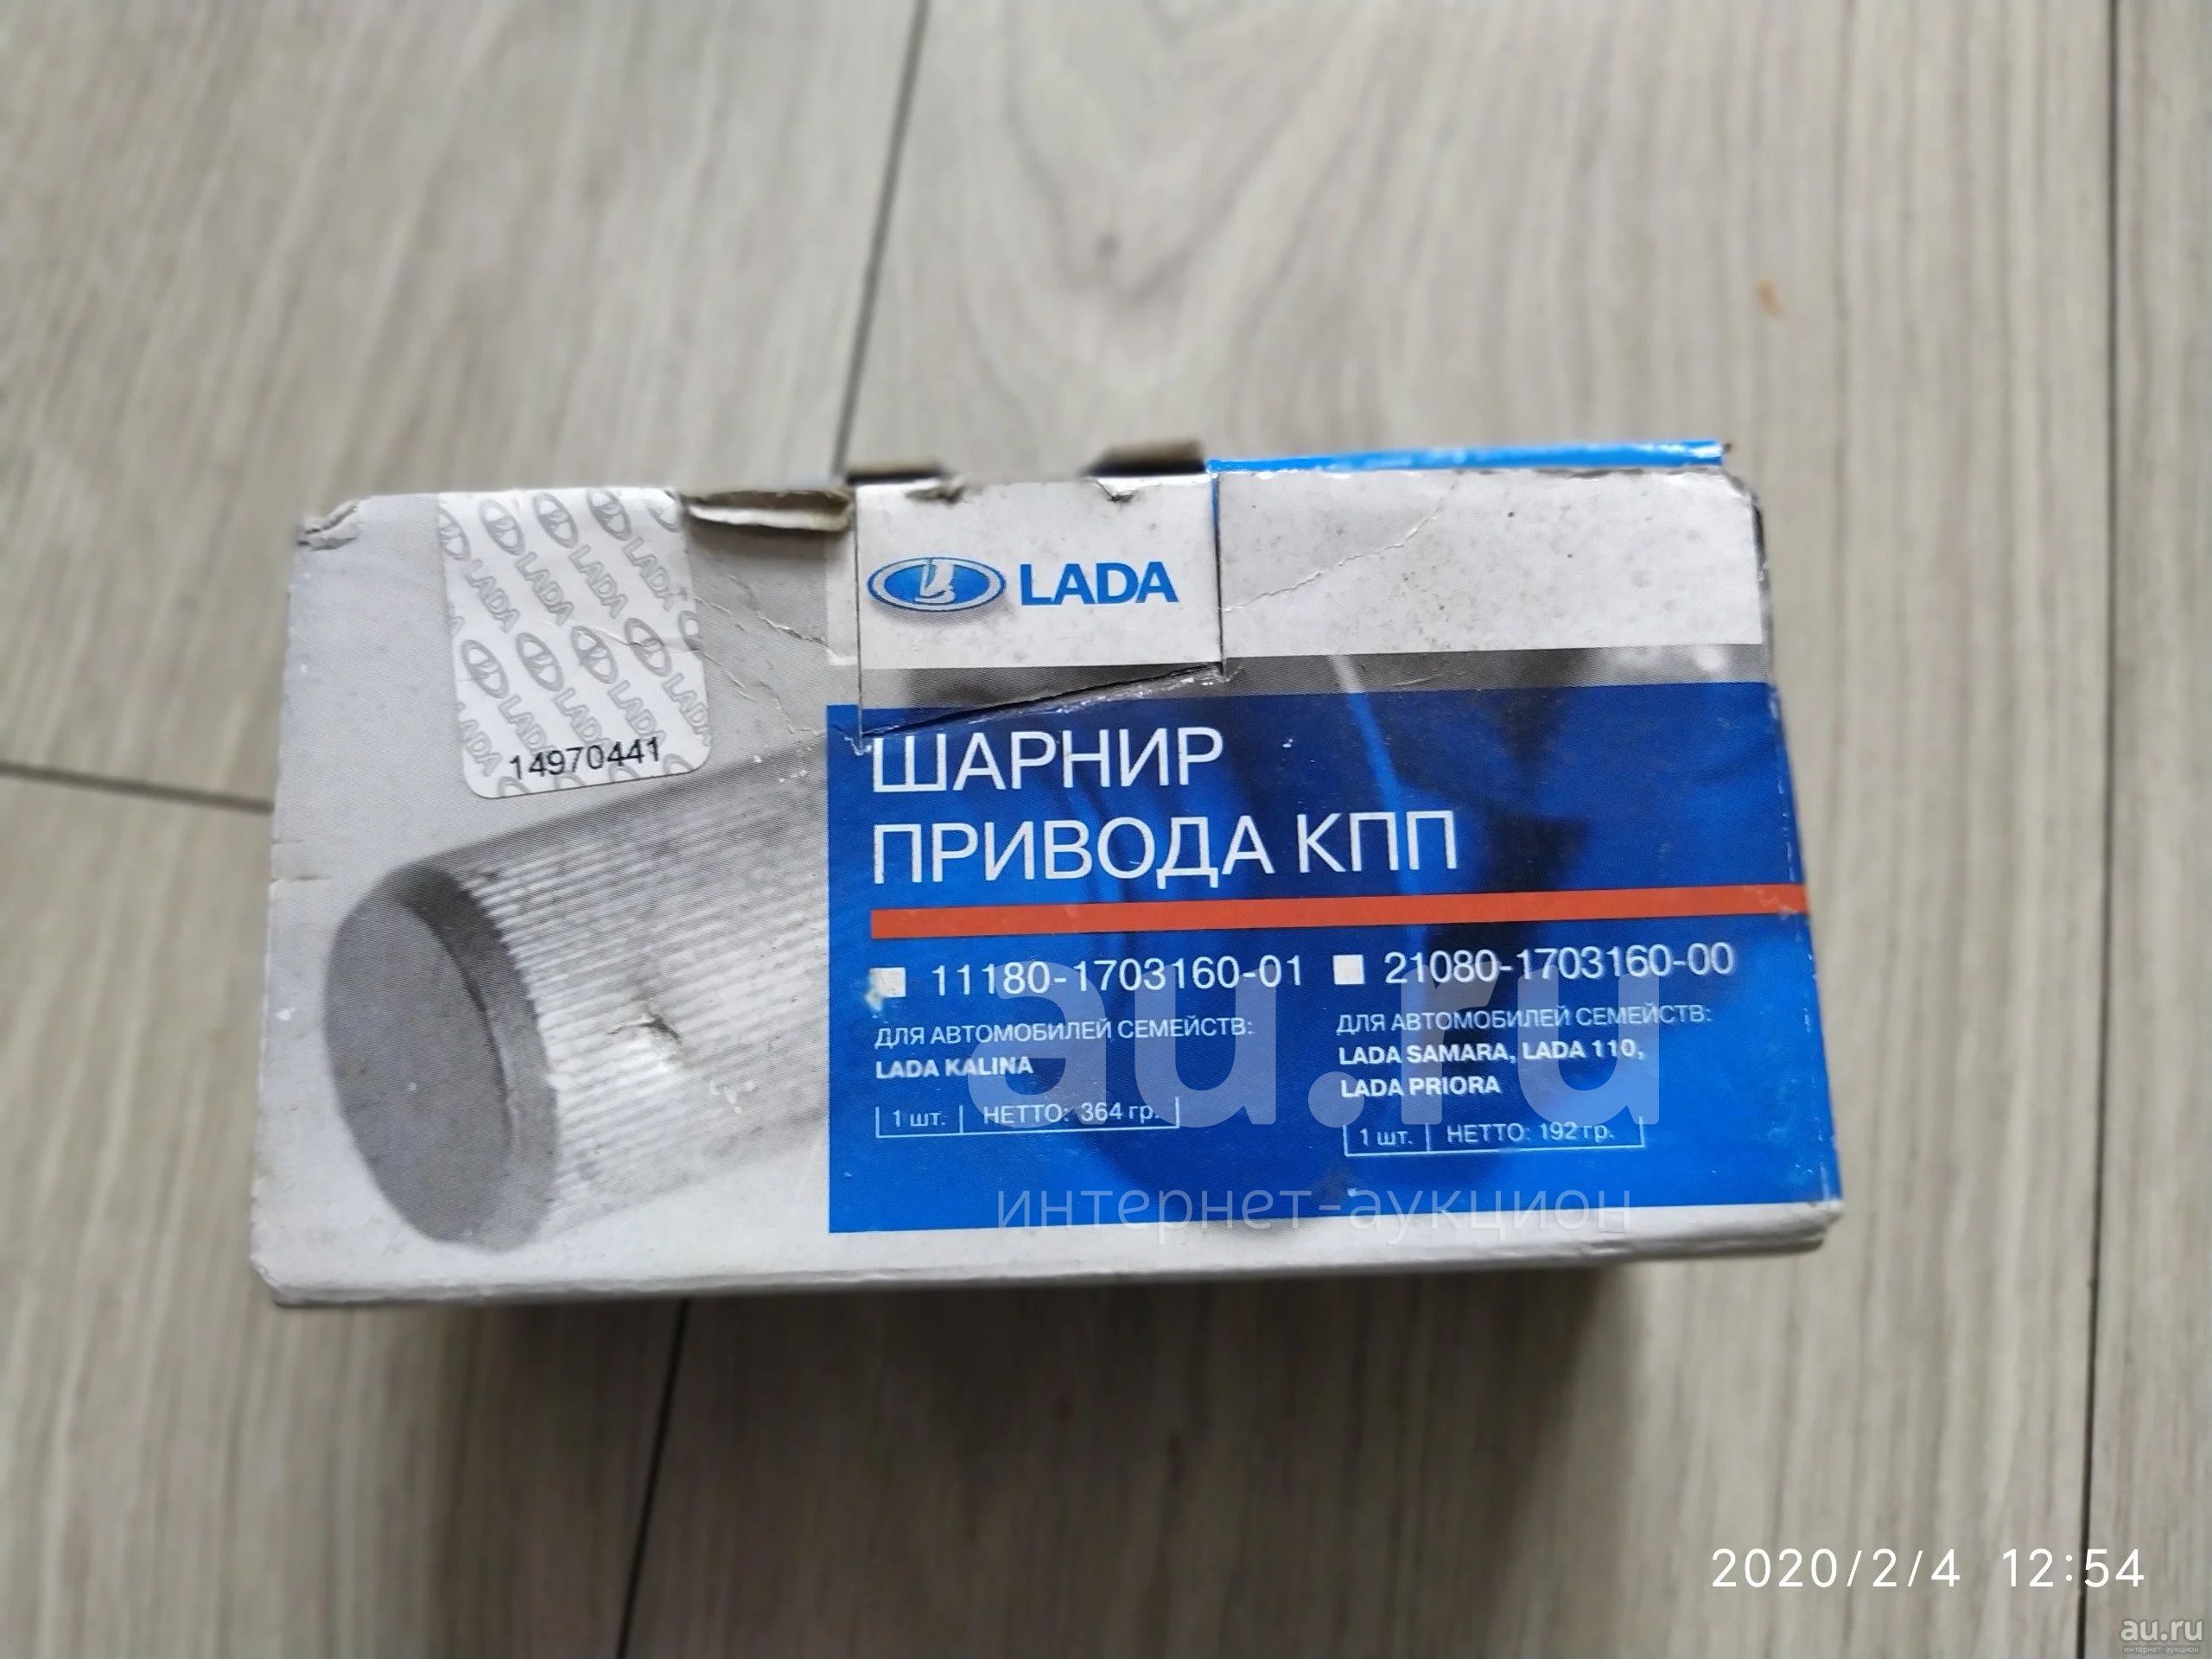 LADA
14970441
ШАРНИР
ПРИВОДА КПП
11180-1703160-01
ДЛЯ АВТОМОБИЛЕЙ СЕМЕЙСТВ:
LADA KALINA
1 шт. НЕТТО: 364 гр.
21080-1703160-00
ДЛЯ АВТОМОБИЛЕЙ СЕМЕЙСТВ:
LADA SAMARA, LADA 110,
LADA PRIORA
1 шт. НЕТТО: 192 гр.
au.ru
интернет-аукцион
2020/2/4 12:54
au.ru
интернет-аукцион